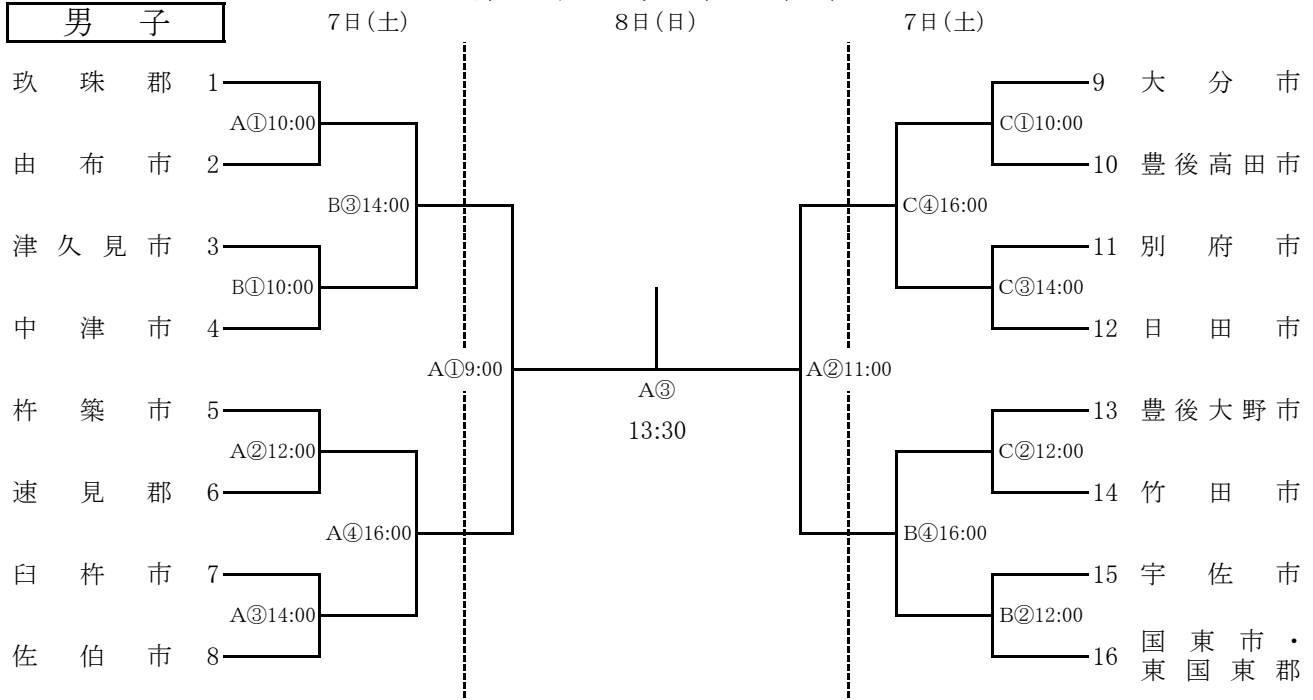 男 子
7日(土) 8日(日) 7日(土)
玖珠郡 1
A①10:00
由布市 2
B③14:00
津久見市 3
B①10:00
中津市 4
A①9:00
杵築市 5
A②12:00
速見郡 6
A④16:00
臼杵市 7
A③14:00
佐伯市 8
A③
13:30
9 大分市
C①10:00
10 豊後高田市
C④16:00
11 別府市
C③14:00
12 日田市
A②11:00
13 豊後大野市
C②12:00
14 竹田市
B④16:00
15 宇佐市
B②12:00
16 国東市・
東国東郡